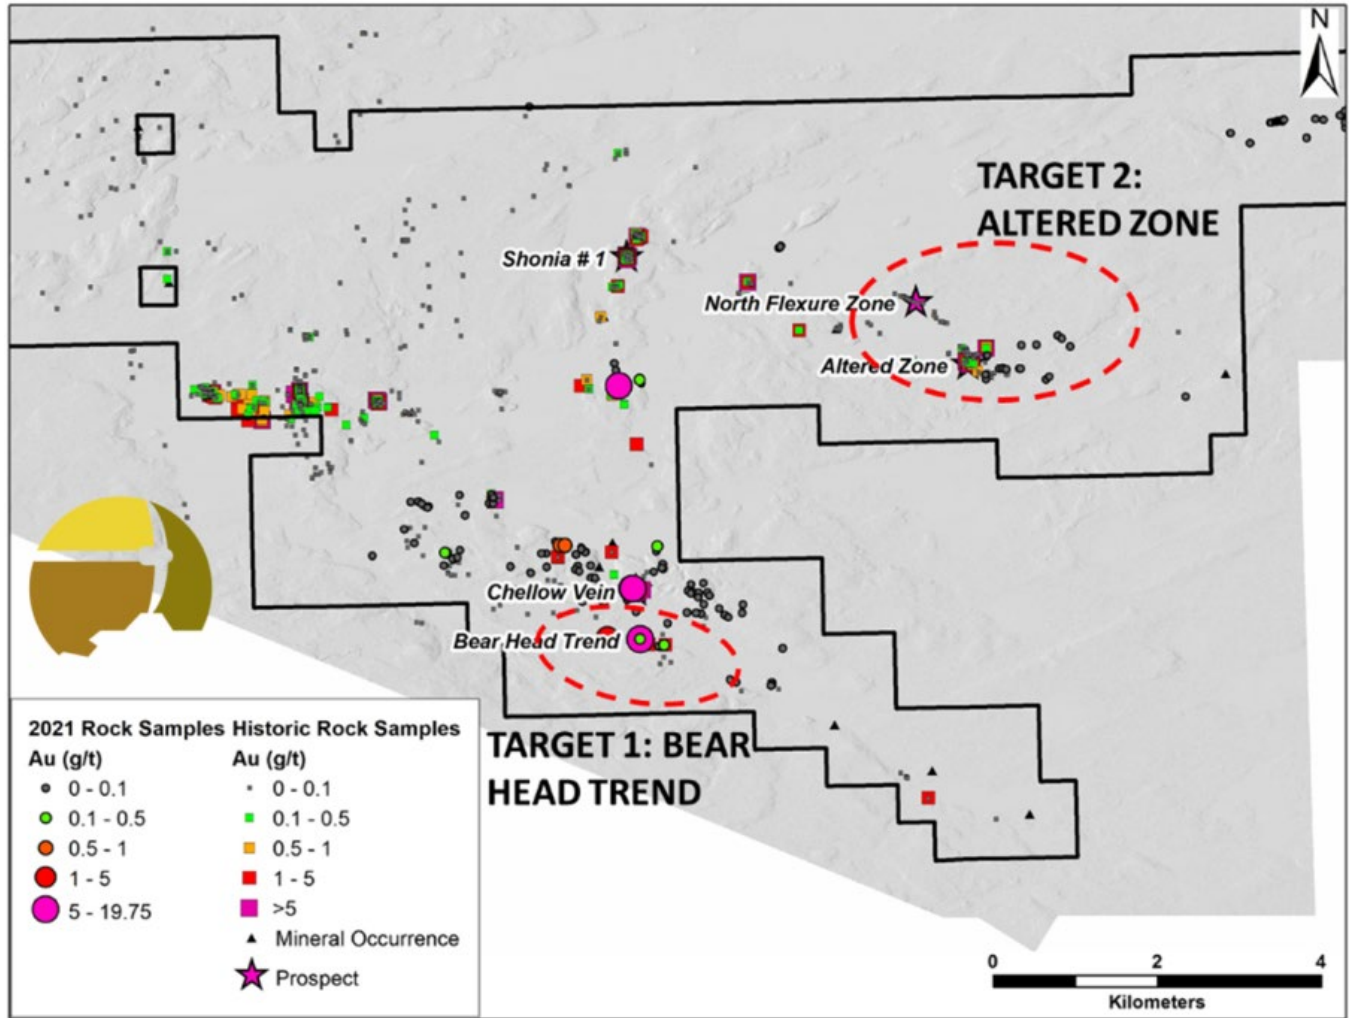 N
TARGET 2:
ALTERED ZONE
Shonia # 1
North Flexure Zone
Altered Zone
Chellow Vein
Bear Head Trend
TARGET 1: BEAR
HEAD TREND
2021 Rock Samples Historic Rock Samples
Au (g/t) Au (g/t)
0 - 0.1 0 - 0.1
0.1 - 0.5 0.1 - 0.5
0.5 - 1 0.5 - 1
1 - 5 1 - 5
5 - 19.75 >5
Mineral Occurrence
Prospect
0 2 4
Kilometers